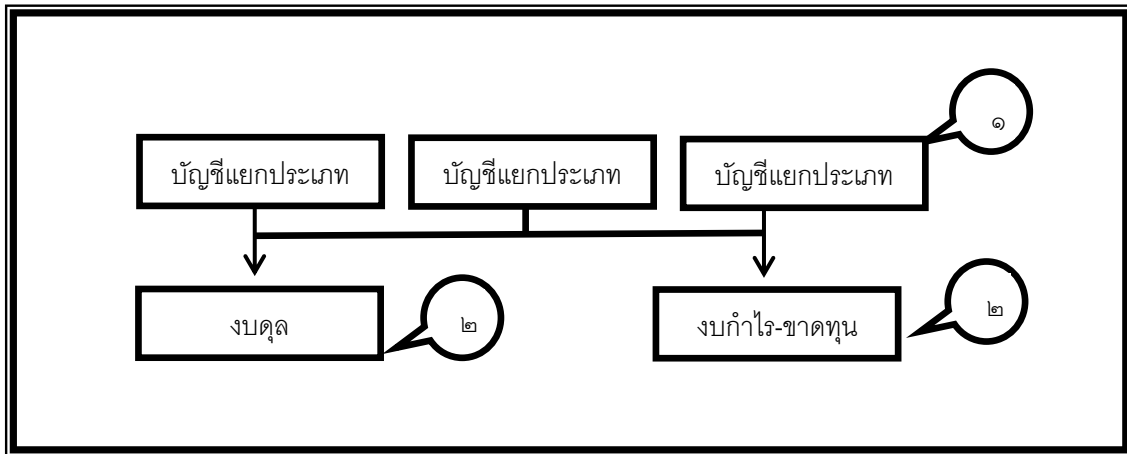 ๑
บัญชีแยกประเภท บัญชีแยกประเภท บัญชีแยกประเภท
งบดุล ๒ งบกำไร-ขาดทุน ๒